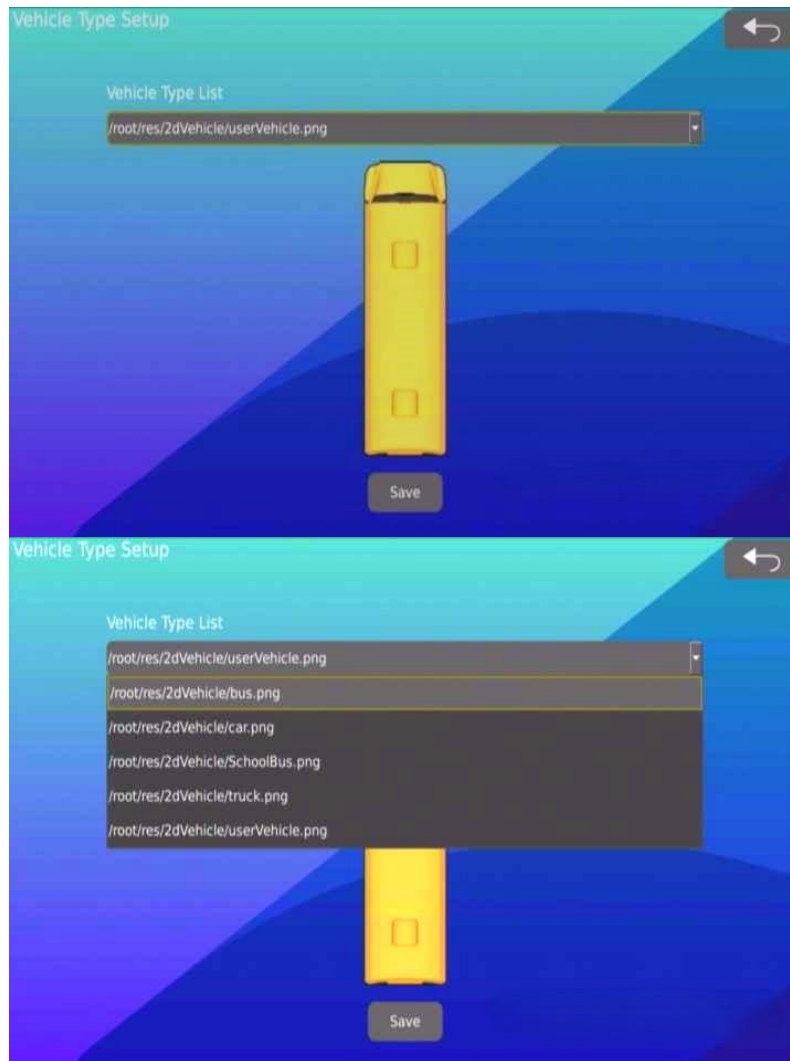 Vehicle Type Setup
Vehicle Type List
/root/res/2dVehicle/userVehicle.png
Save
Vehicle Type Setup
Vehicle Type List
/root/res/2dVehicle/userVehicle.png
/root/res/2dVehicle/bus.png
/root/res/2dVehicle/car.png
/root/res/2dVehicle/SchoolBus.png
/root/res/2dVehicle/truck.png
/root/res/2dVehicle/userVehicle.png
Save